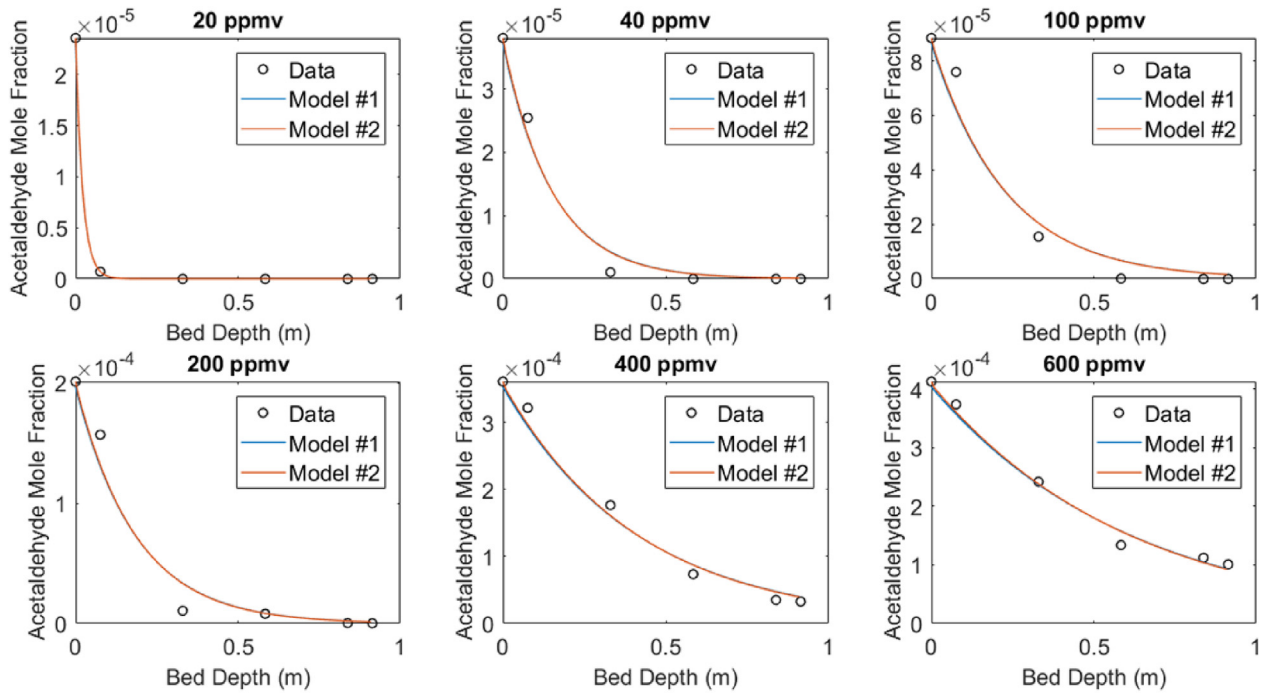 ×10⁻⁵ 20 ppmv
Acetaldehyde Mole Fraction
2
1.5
1
0.5
0
Data
Model #1
Model #2
0 0.5 1
Bed Depth (m)
×10⁻⁵ 40 ppmv
Acetaldehyde Mole Fraction
3
2
1
0
Data
Model #1
Model #2
0 0.5 1
Bed Depth (m)
×10⁻⁵ 100 ppmv
Acetaldehyde Mole Fraction
8
6
4
2
0
Data
Model #1
Model #2
0 0.5 1
Bed Depth (m)
×10⁻⁴ 200 ppmv
Acetaldehyde Mole Fraction
2
1
0
Data
Model #1
Model #2
0 0.5 1
Bed Depth (m)
×10⁻⁴ 400 ppmv
Acetaldehyde Mole Fraction
3
2
1
0
Data
Model #1
Model #2
0 0.5 1
Bed Depth (m)
×10⁻⁴ 600 ppmv
Acetaldehyde Mole Fraction
4
3
2
1
0
Data
Model #1
Model #2
0 0.5 1
Bed Depth (m)